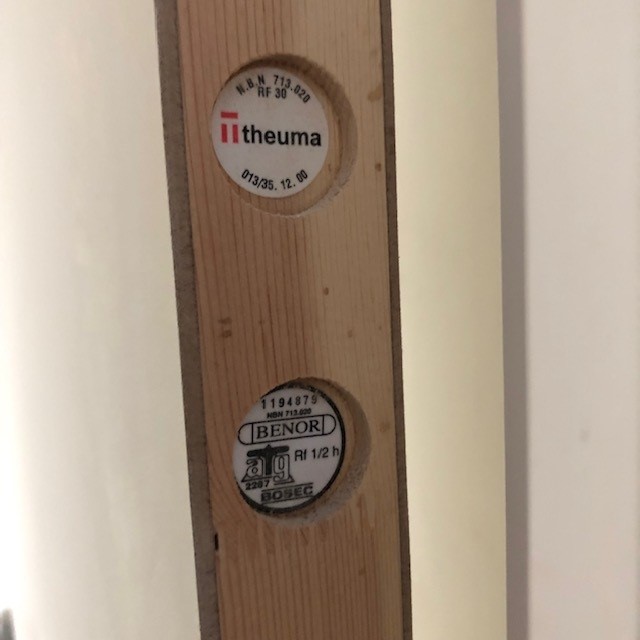 N.B.N 713.020
RF 30
theuma
013/35. 12. 00
1194879
NBN 713.020
BENOR
atg Rf 1/2 h
2287
BOSEC